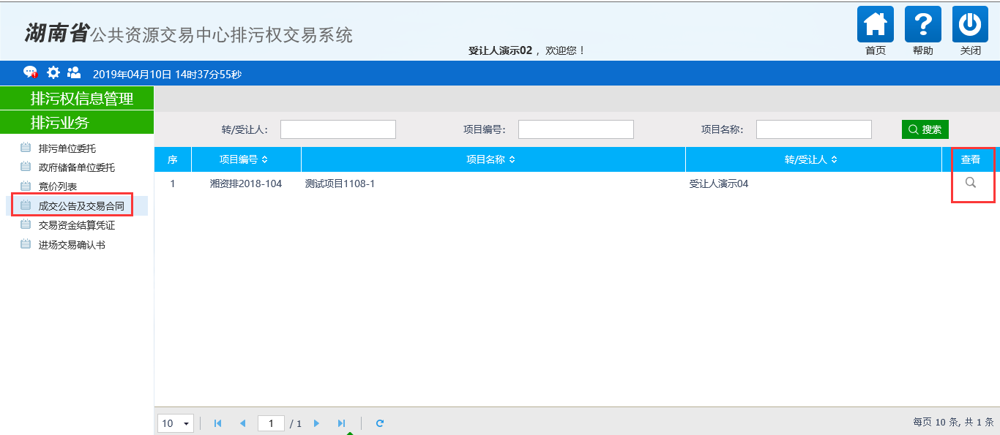 湖南省公共资源交易中心排污权交易系统
受让人演示02 ，欢迎您！
首页 帮助 关闭
2019年04月10日 14时37分55秒
排污权信息管理
排污业务
排污单位委托
政府储备单位委托
竞价列表
成交公告及交易合同
交易资金结算凭证
进场交易确认书
转/受让人： 项目编号： 项目名称： 搜索
序 项目编号 项目名称 转/受让人 查看
1 湘资排2018-104 测试项目1108-1 受让人演示04
10 1 / 1 每页 10 条, 共 1 条